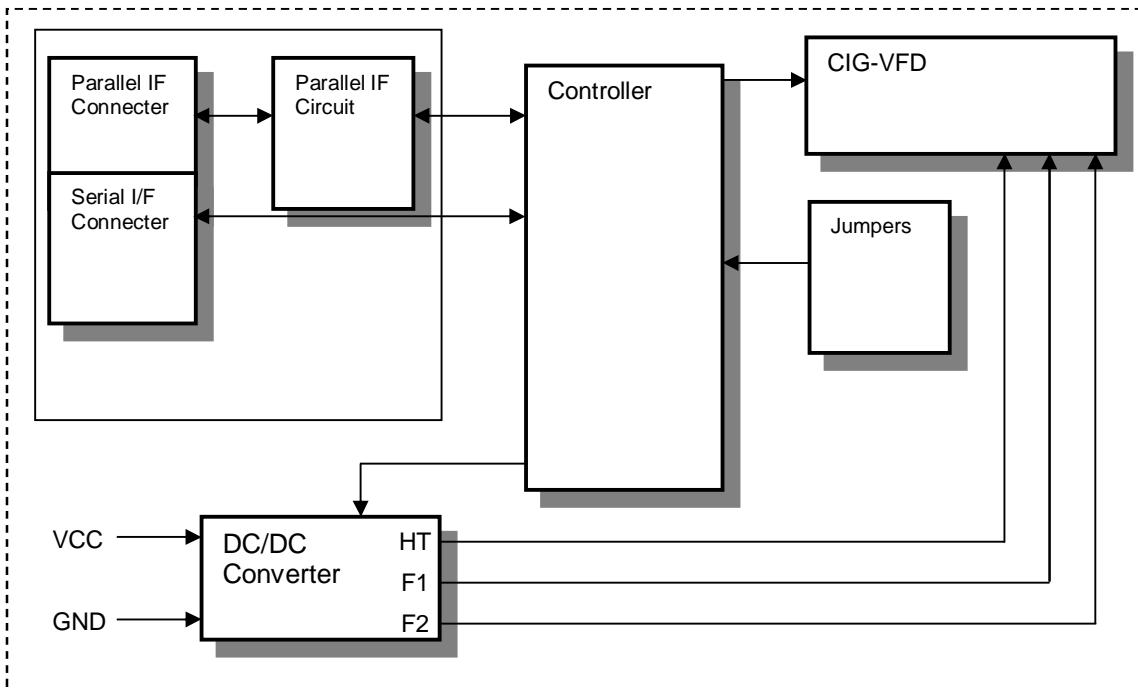 Parallel IF
Connecter
Parallel IF
Circuit
Serial I/F
Connecter
Controller
CIG-VFD
Jumpers
VCC
GND
DC/DC
Converter
HT
F1
F2